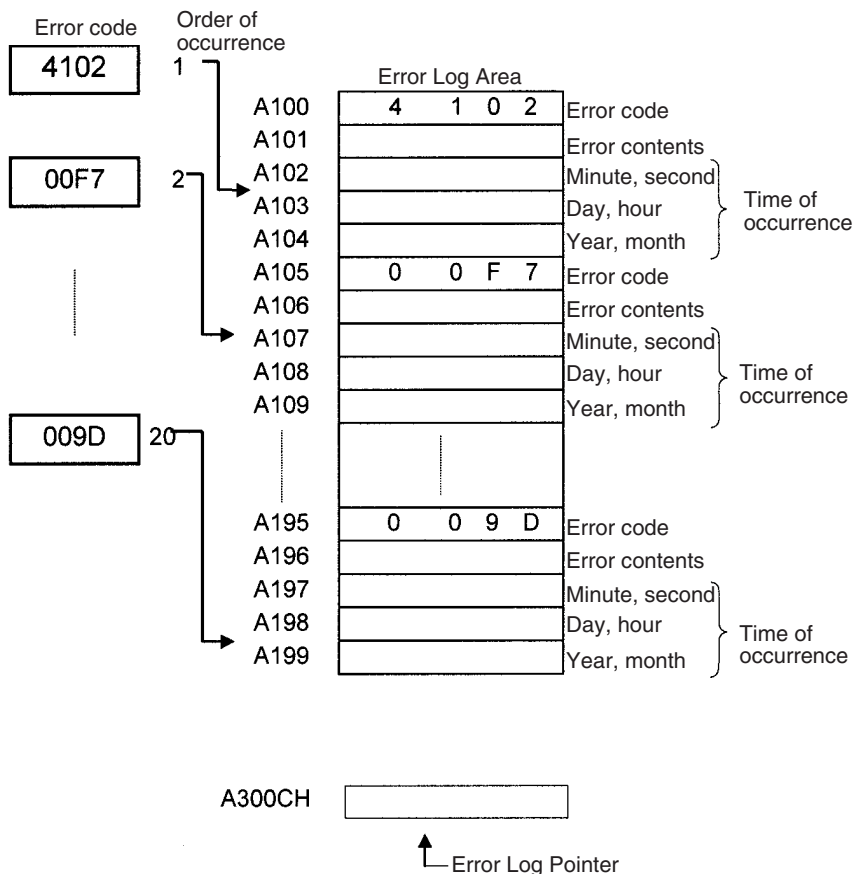 Error code
Order of
occurrence
4102
1
Error Log Area
A100 4 1 0 2 Error code
A101 Error contents
00F7
2
A102 Minute, second
A103 Day, hour
Time of
occurrence
A104 Year, month
A105 0 0 F 7 Error code
A106 Error contents
A107 Minute, second
A108 Day, hour
Time of
occurrence
A109 Year, month
009D
20
A195 0 0 9 D Error code
A196 Error contents
A197 Minute, second
A198 Day, hour
Time of
occurrence
A199 Year, month
A300CH
Error Log Pointer